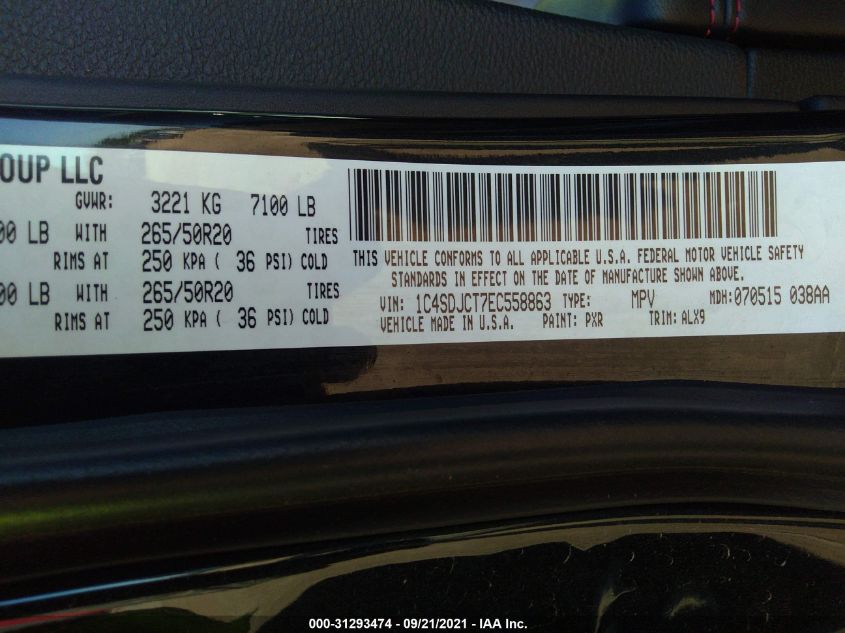 OUP LLC
GVWR: 3221 KG 7100 LB
00 LB WITH 265/50R20 TIRES
RIMS AT 250 KPA ( 36 PSI) COLD
00 LB WITH 265/50R20 TIRES
RIMS AT 250 KPA ( 36 PSI) COLD
THIS VEHICLE CONFORMS TO ALL APPLICABLE U.S.A. FEDERAL MOTOR VEHICLE SAFETY
STANDARDS IN EFFECT ON THE DATE OF MANUFACTURE SHOWN ABOVE.
VIN: 1C4SDJCT7EC558863 TYPE: MPV MDH:070515 038AA
VEHICLE MADE IN U.S.A. PAINT: PXR TRIM: ALX9
000-31293474 — 09/21/2021 — IAA Inc.